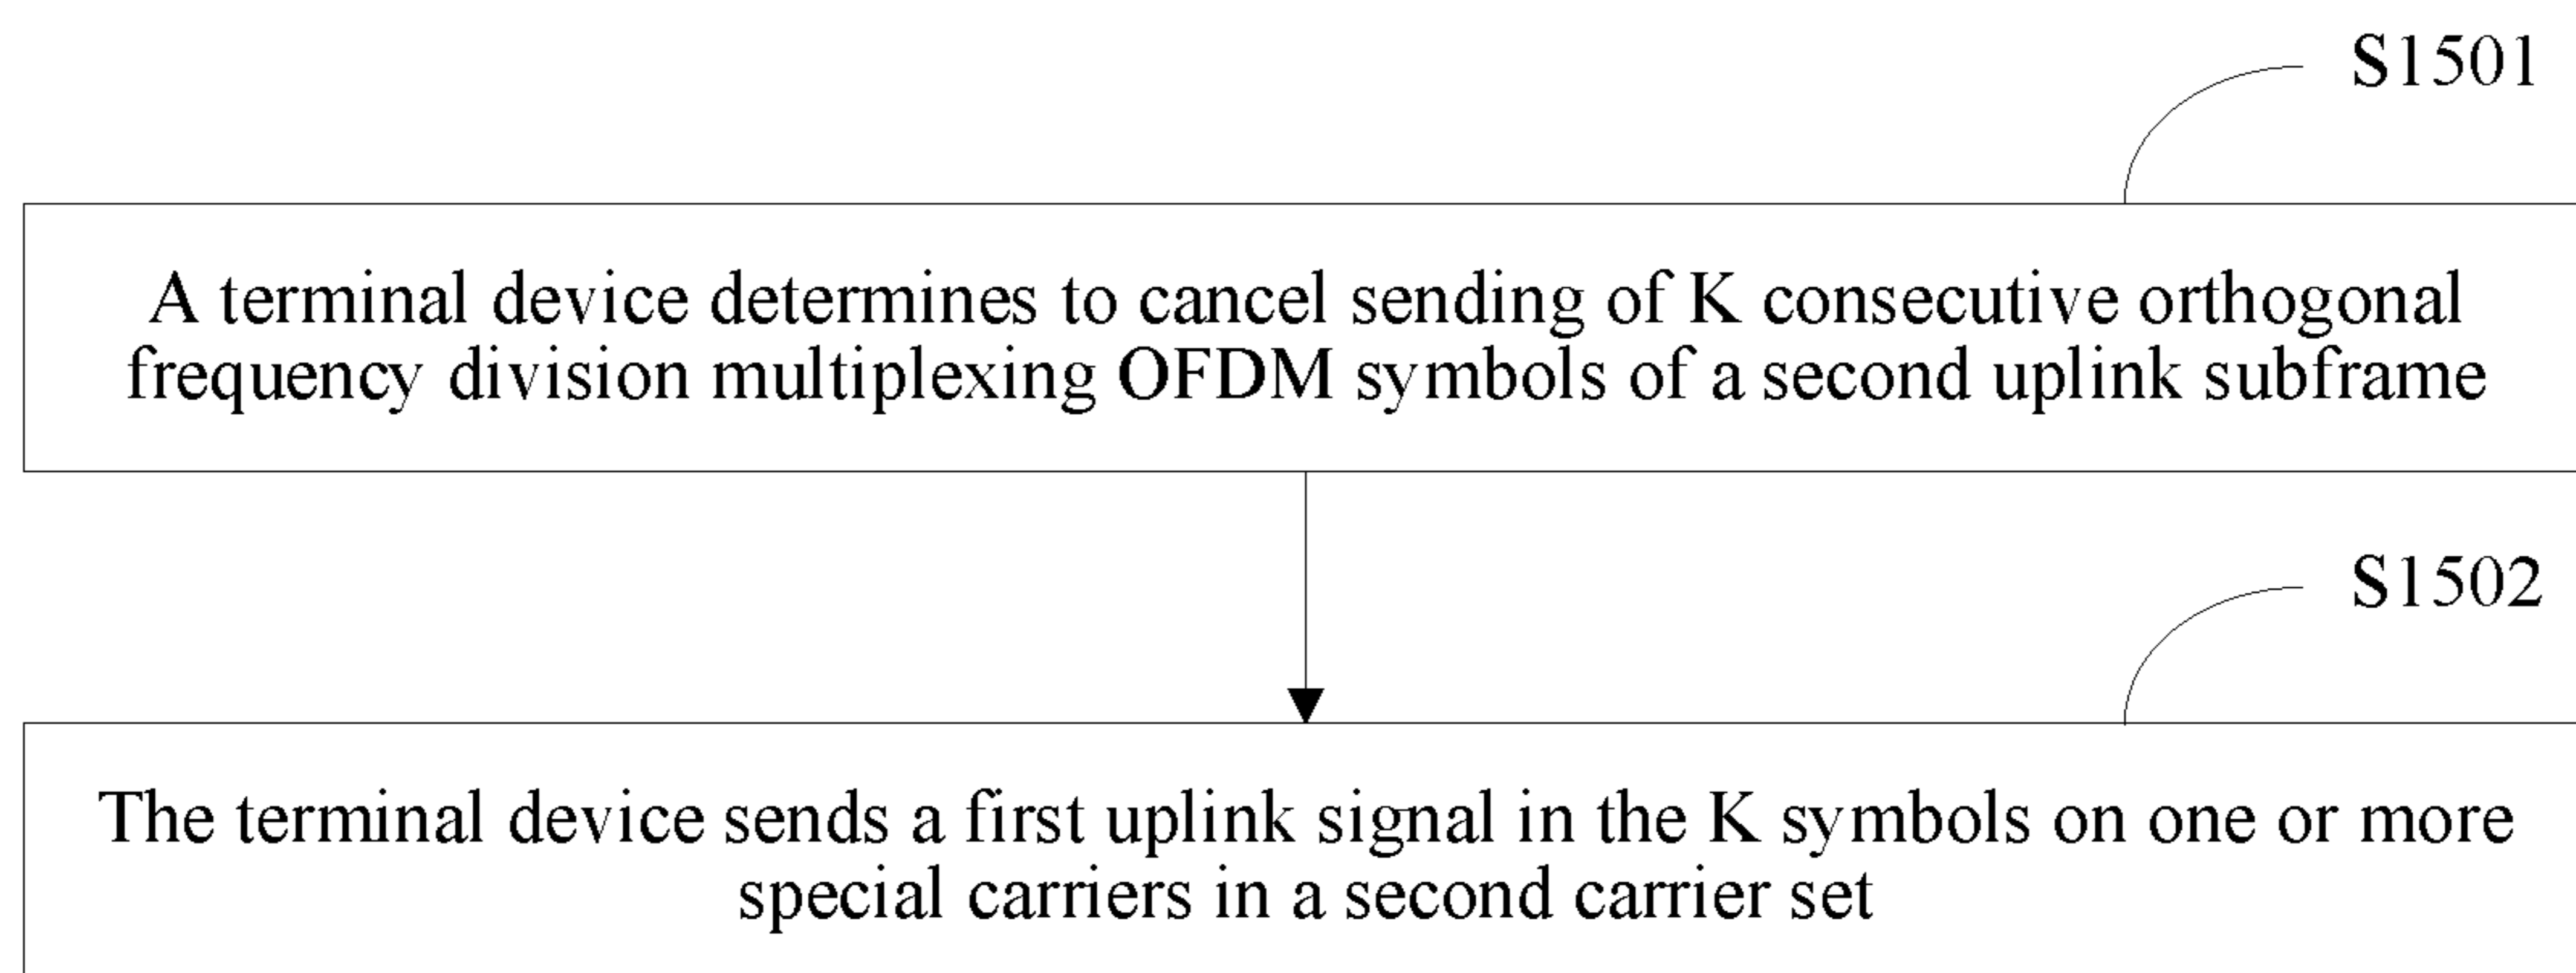 S1501
A terminal device determines to cancel sending of K consecutive orthogonal
frequency division multiplexing OFDM symbols of a second uplink subframe
S1502
The terminal device sends a first uplink signal in the K symbols on one or more
special carriers in a second carrier set